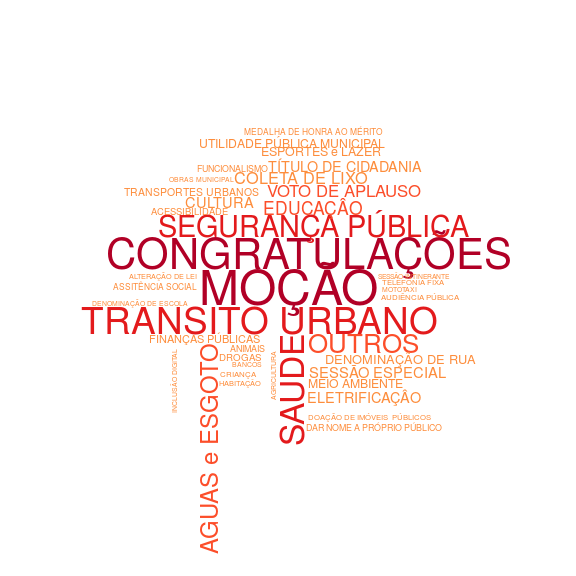 MEDALHA DE HONRA AO MÉRITO
UTILIDADE PÚBLICA MUNICIPAL
ESPORTES e LAZER
FUNCIONALISMO
TÍTULO DE CIDADANIA
OBRAS MUNICIPAL
COLETA DE LIXO
TRANSPORTES URBANOS
VOTO DE APLAUSO
CULTURA
EDUCAÇÃO
ACESSIBILIDADE
SEGURANÇA PÚBLICA
CONGRATULAÇÕES
ALTERAÇÃO DE LEI
MOÇÃO
SESSÃO ITINERANTE
TELEFONIA FIXA
ASSITÊNCIA SOCIAL
MOTOTAXI
AUDIÊNCIA PÚBLICA
DENOMINAÇÃO DE ESCOLA
TRANSITO URBANO
FINANÇAS PÚBLICAS
OUTROS
ANIMAIS
DROGAS
DENOMINAÇÃO DE RUA
BANCOS
CRIANÇA
SESSÃO ESPECIAL
HABITAÇÃO
MEIO AMBIENTE
INCLUSÃO DIGITAL
AGUAS e ESGOTO
AGRICULTURA
SAUDE
ELETRIFICAÇÂO
DOAÇÃO DE IMÓVEIS PÚBLICOS
DAR NOME A PRÓPRIO PÚBLICO